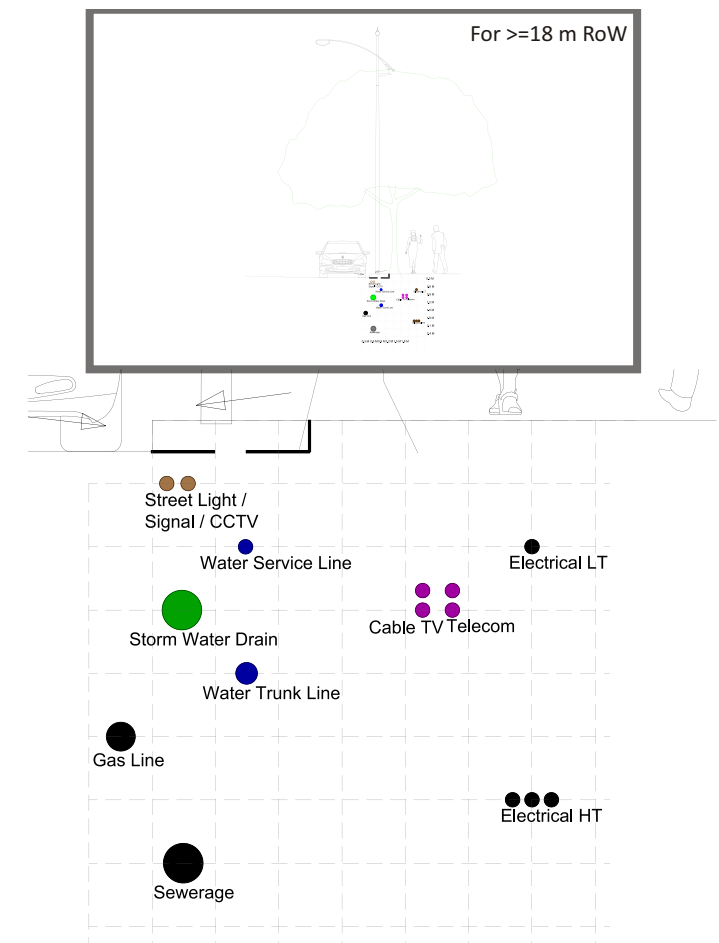 For >=18 m RoW
Street Light /
Signal / CCTV
Water Service Line
Electrical LT
Cable TV Telecom
Storm Water Drain
Water Trunk Line
Gas Line
Electrical HT
Sewerage